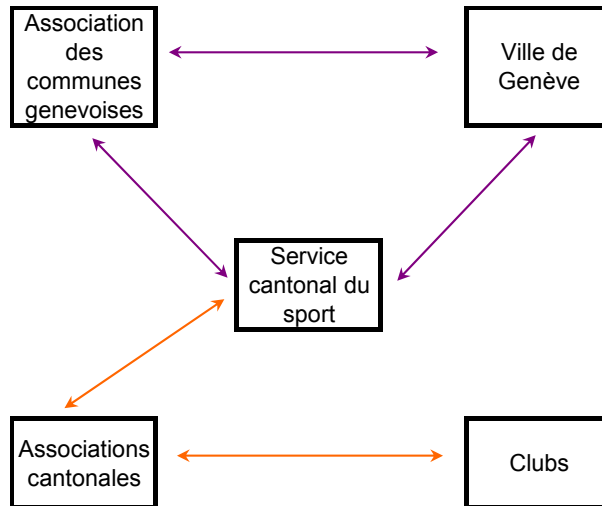 Association
des
communes
genevoises
Ville de
Genève
Service
cantonal du
sport
Associations
cantonales
Clubs